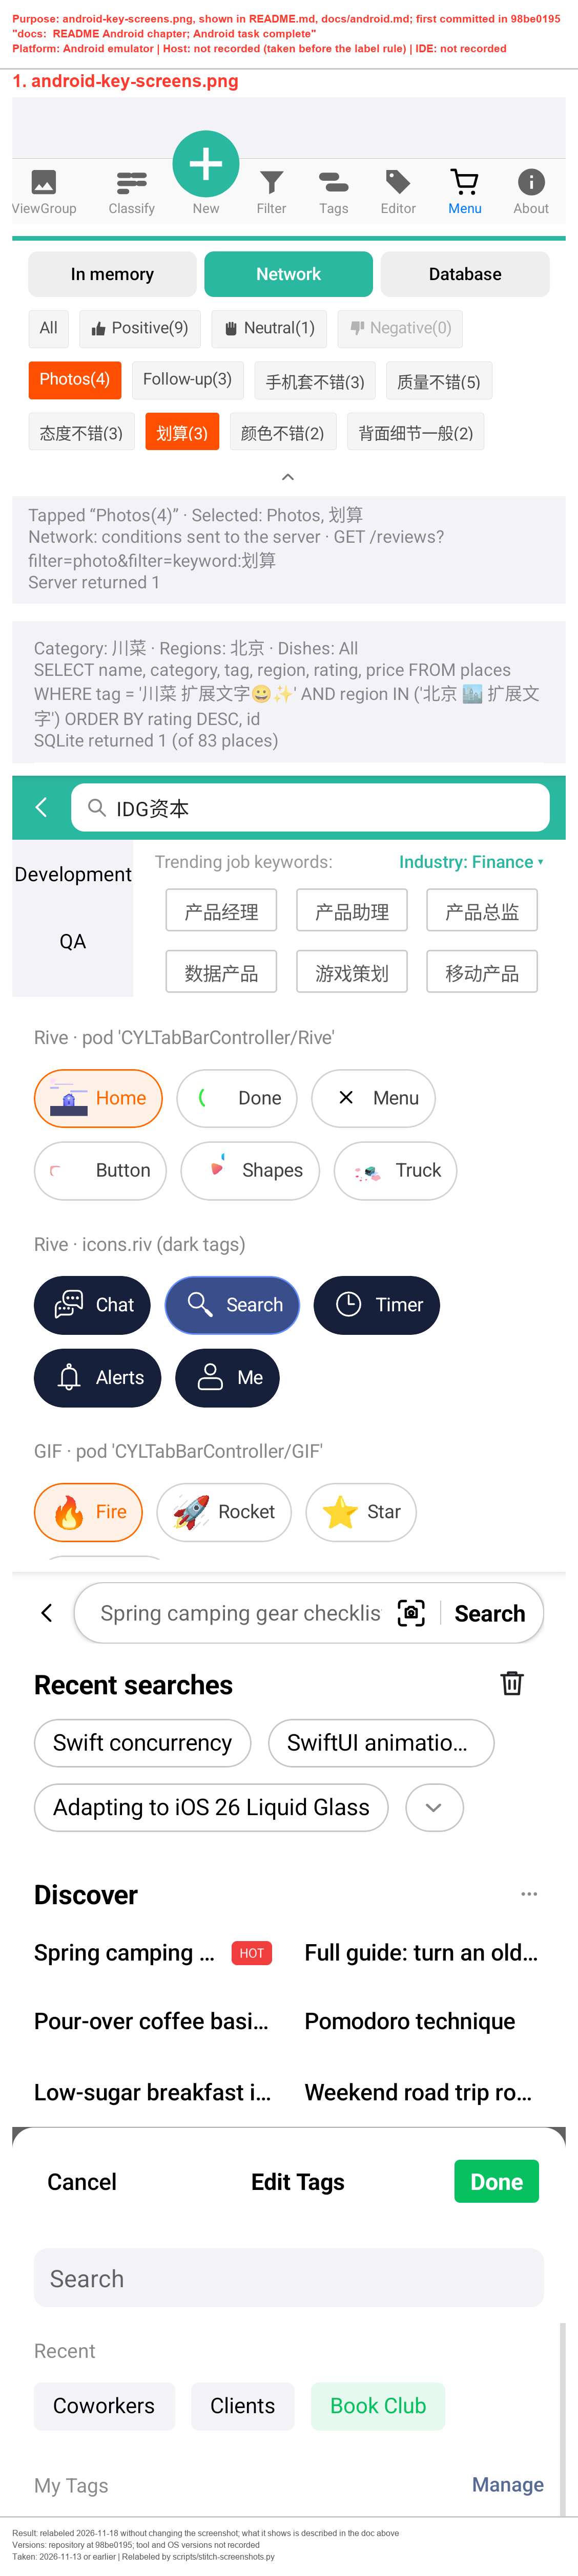 Purpose: android-key-screens.png, shown in README.md, docs/android.md; first committed in 98be0195
"docs:  README Android chapter; Android task complete"
Platform: Android emulator | Host: not recorded (taken before the label rule) | IDE: not recorded
1. android-key-screens.png
ViewGroup Classify New Filter Tags Editor Menu About
In memory Network Database
All Positive(9) Neutral(1) Negative(0)
Photos(4) Follow-up(3) 手机套不错(3) 质量不错(5)
态度不错(3) 划算(3) 颜色不错(2) 背面细节一般(2)
Tapped “Photos(4)” · Selected: Photos, 划算
Network: conditions sent to the server · GET /reviews?
filter=photo&filter=keyword:划算
Server returned 1
Category: 川菜 · Regions: 北京 · Dishes: All
SELECT name, category, tag, region, rating, price FROM places
WHERE tag = '川菜 扩展文字😀✨' AND region IN ('北京 🏙️ 扩展文
字') ORDER BY rating DESC, id
SQLite returned 1 (of 83 places)
IDG资本
Development
QA
Trending job keywords: Industry: Finance ▾
产品经理 产品助理 产品总监
数据产品 游戏策划 移动产品
Rive · pod 'CYLTabBarController/Rive'
Home Done Menu
Button Shapes Truck
Rive · icons.riv (dark tags)
Chat Search Timer
Alerts Me
GIF · pod 'CYLTabBarController/GIF'
Fire Rocket Star
Spring camping gear checklis Search
Recent searches
Swift concurrency SwiftUI animatio...
Adapting to iOS 26 Liquid Glass
Discover
Spring camping ... HOT Full guide: turn an old...
Pour-over coffee basi... Pomodoro technique
Low-sugar breakfast i... Weekend road trip ro...
Cancel Edit Tags Done
Search
Recent
Coworkers Clients Book Club
My Tags Manage
Result: relabeled 2026-11-18 without changing the screenshot; what it shows is described in the doc above
Versions: repository at 98be0195; tool and OS versions not recorded
Taken: 2026-11-13 or earlier | Relabeled by scripts/stitch-screenshots.py